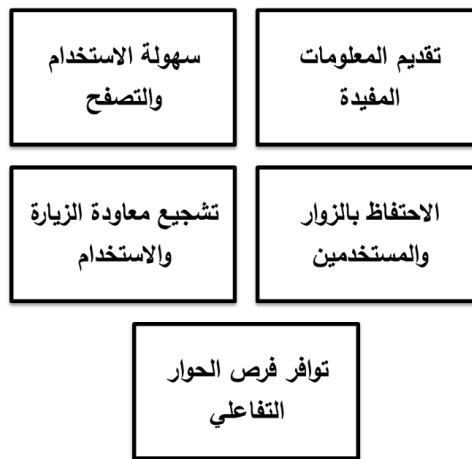 تقديم المعلومات
المفيدة
سهولة الاستخدام
والتصفح
الاحتفاظ بالزوار
والمستخدمين
تشجيع معاودة الزيارة
والاستخدام
توافر فرص الحوار
التفاعلي